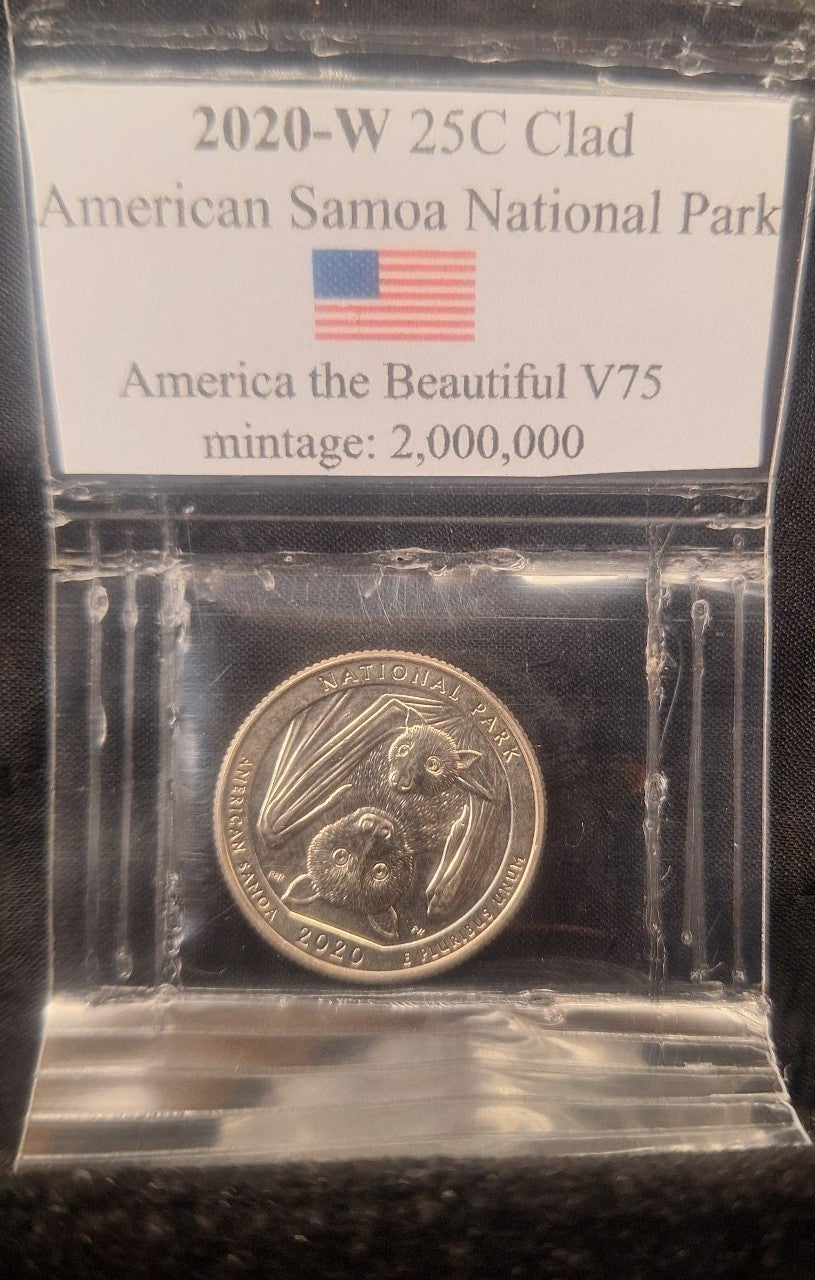 2020-W 25C Clad
American Samoa National Park
America the Beautiful V75
mintage: 2,000,000
NATIONAL PARK
AMERICAN SAMOA
2020
E PLURIBUS UNUM